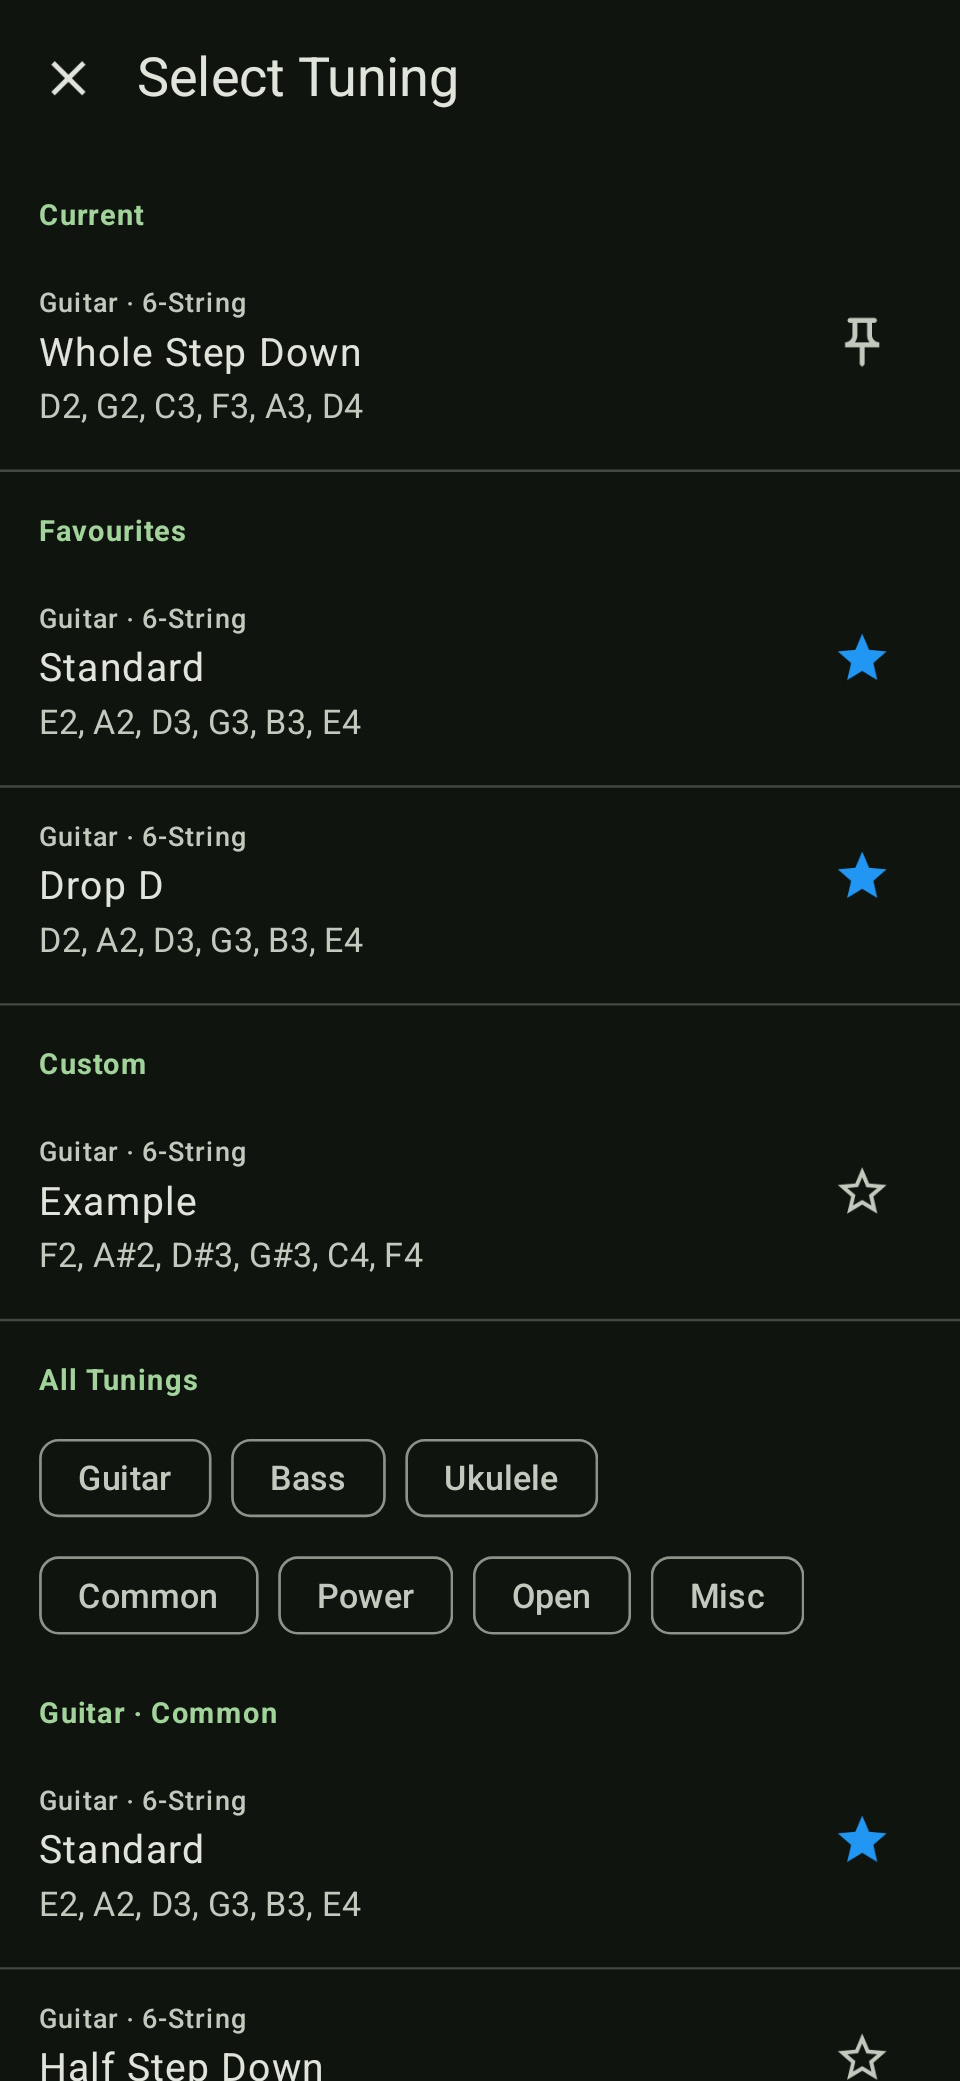 Select Tuning
Current
Guitar · 6-String
Whole Step Down
D2, G2, C3, F3, A3, D4
Favourites
Guitar · 6-String
Standard
E2, A2, D3, G3, B3, E4
Guitar · 6-String
Drop D
D2, A2, D3, G3, B3, E4
Custom
Guitar · 6-String
Example
F2, A#2, D#3, G#3, C4, F4
All Tunings
Guitar Bass Ukulele
Common Power Open Misc
Guitar · Common
Guitar · 6-String
Standard
E2, A2, D3, G3, B3, E4
Guitar · 6-String
Half Step Down